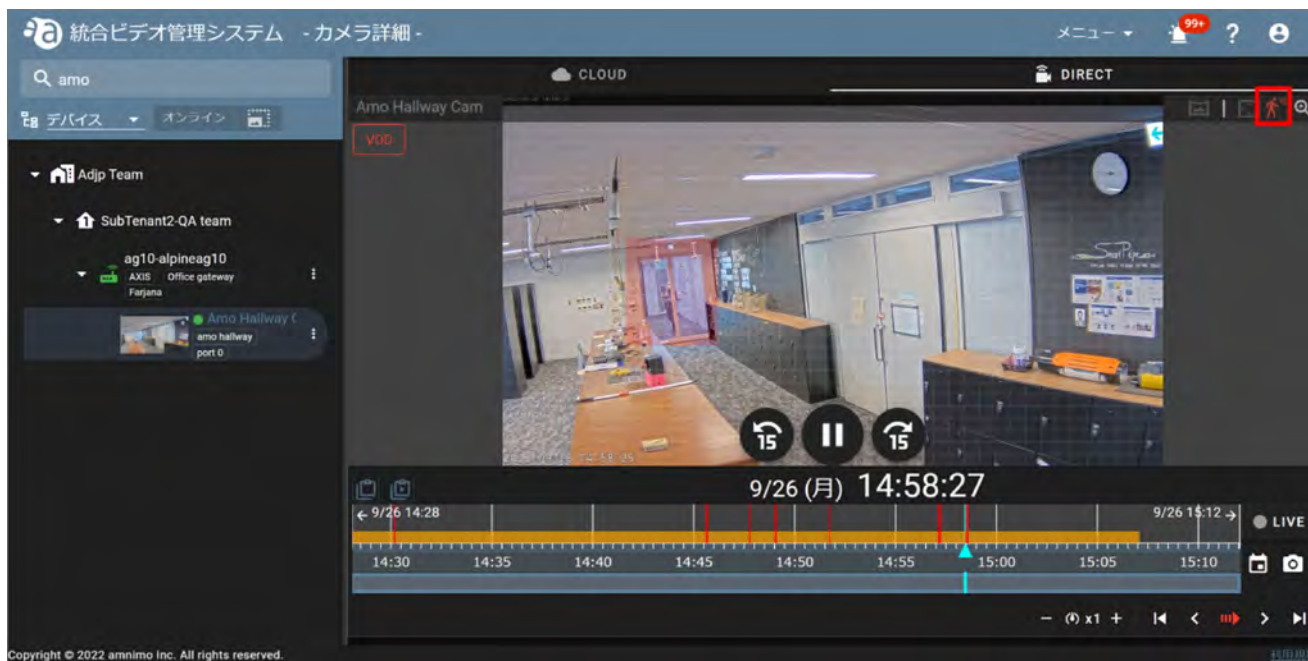 統合ビデオ管理システム - カメラ詳細 -
メニュー
99+
?
amo
デバイス
オンライン
CLOUD
DIRECT
Amo Hallway Cam
VOD
Adjp Team
SubTenant2-QA team
ag10-alpineag10
AXIS Office gateway
Farjana
Amo Hallway C
amo hallway
port 0
15
15
9/26 (月) 14:58:27
← 9/26 14:28
9/26 15:12 →
LIVE
14:30 14:35 14:40 14:45 14:50 14:55 15:00 15:05 15:10
− x1 +
Copyright © 2022 amnimo Inc. All rights reserved.